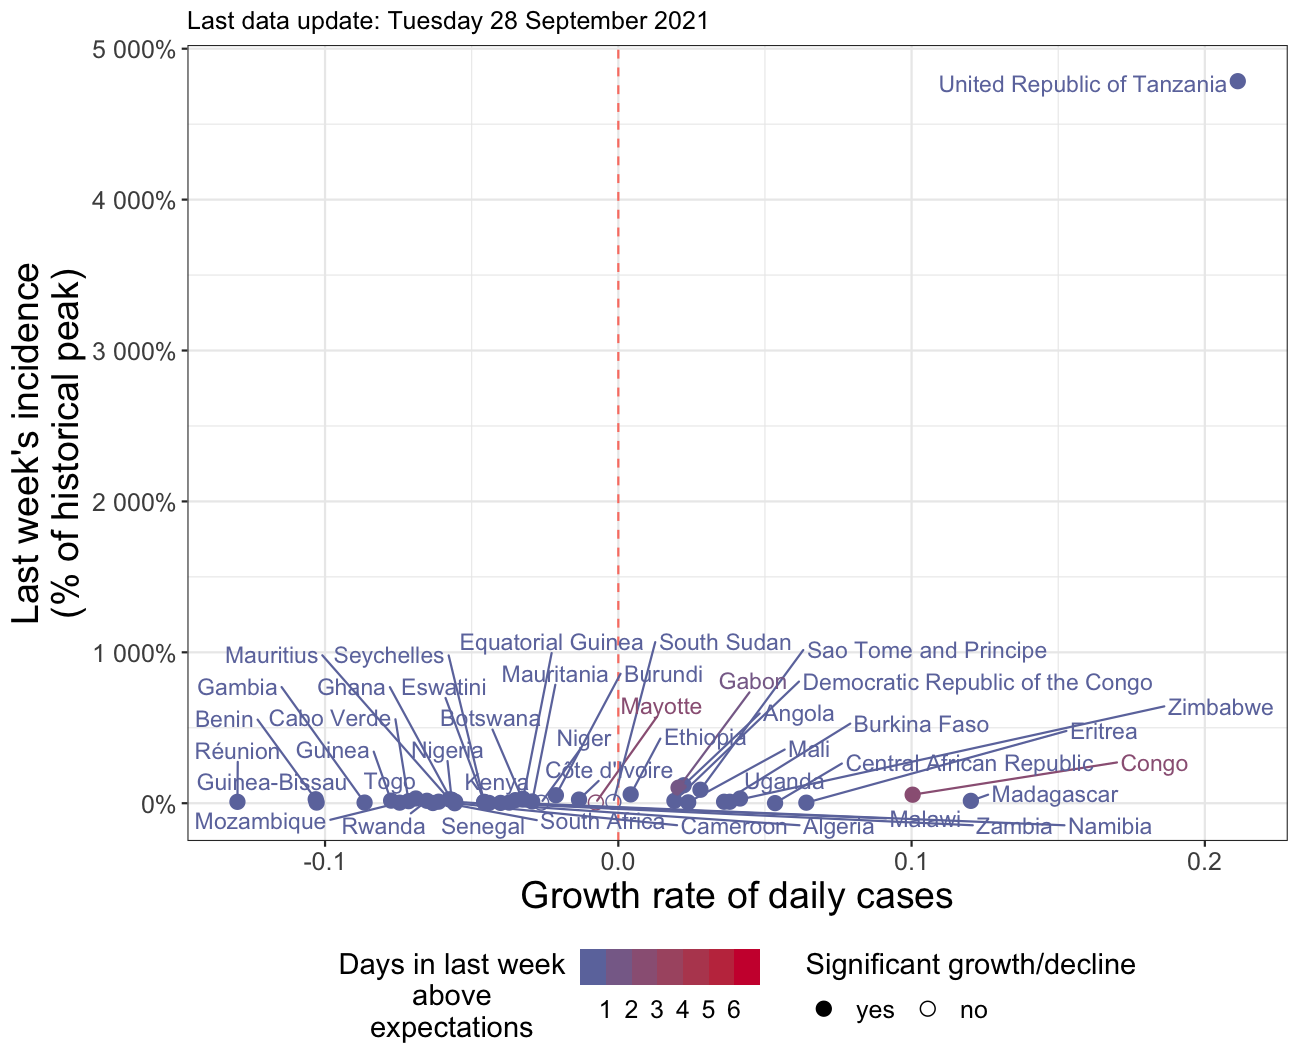 Last data update: Tuesday 28 September 2021
5 000%
4 000%
3 000%
2 000%
1 000%
0%
Last week's incidence
(% of historical peak)
United Republic of Tanzania
Equatorial Guinea
South Sudan
Sao Tome and Principe
Mauritius
Seychelles
Mauritania
Burundi
Gabon
Democratic Republic of the Congo
Gambia
Ghana
Eswatini
Mayotte
Angola
Zimbabwe
Benin
Cabo Verde
Botswana
Burkina Faso
Eritrea
Réunion
Guinea
Nigeria
Niger
Ethiopia
Mali
Central African Republic
Congo
Guinea-Bissau
Togo
Kenya
Côte d'Ivoire
Uganda
Madagascar
Mozambique
Rwanda
Senegal
South Africa
Cameroon
Algeria
Malawi
Zambia
Namibia
-0.1
0.0
0.1
0.2
Growth rate of daily cases
Days in last week
above
expectations
1 2 3 4 5 6
Significant growth/decline
yes no